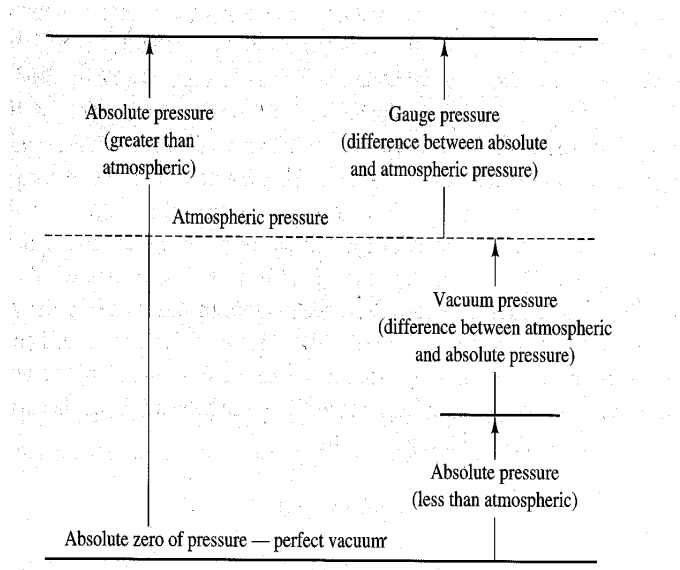 Absolute pressure
(greater than
atmospheric)
Gauge pressure
(difference between absolute
and atmospheric pressure)
Atmospheric pressure
Vacuum pressure
(difference between atmospheric
and absolute pressure)
Absolute pressure
(less than atmospheric)
Absolute zero of pressure — perfect vacuum